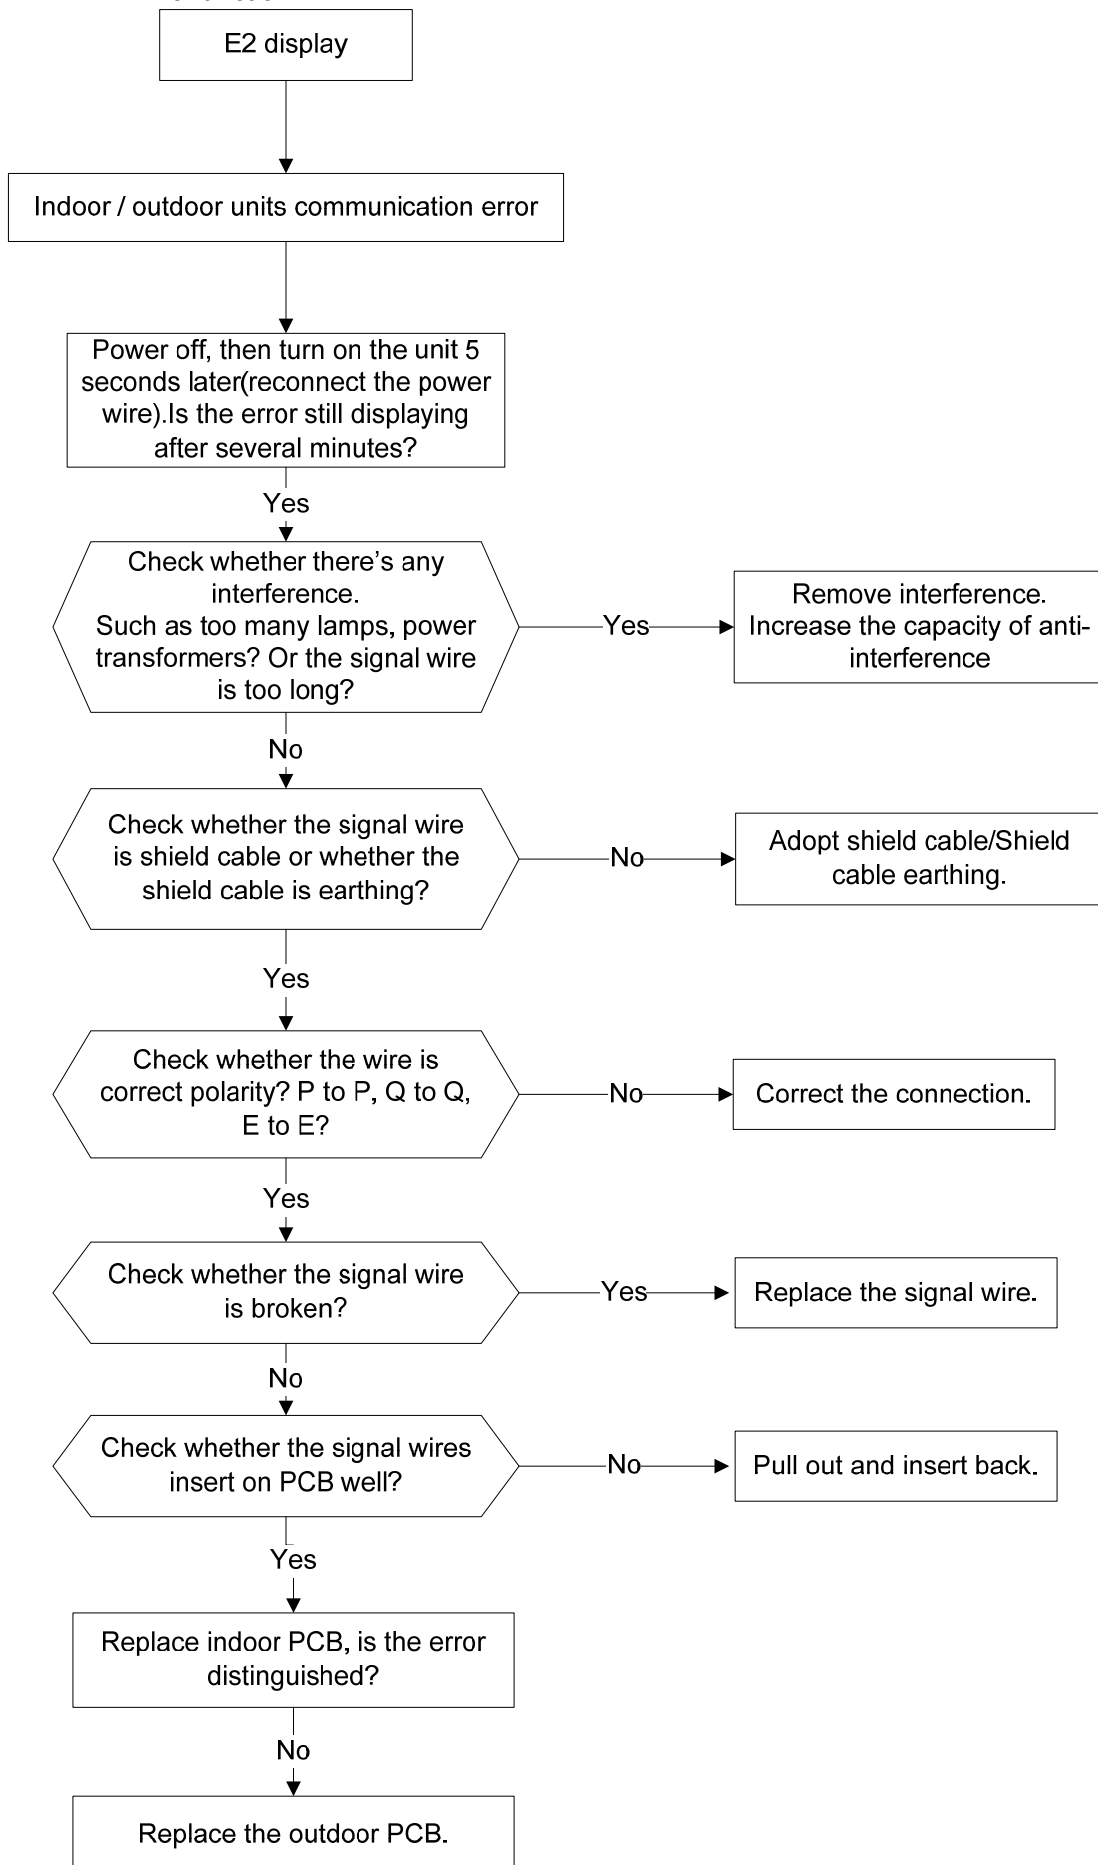 E2 display
Indoor / outdoor units communication error
Power off, then turn on the unit 5
seconds later(reconnect the power
wire).Is the error still displaying
after several minutes?
Yes
Check whether there’s any
interference.
Such as too many lamps, power
transformers? Or the signal wire
is too long?
Yes
Remove interference.
Increase the capacity of anti-
interference
No
Check whether the signal wire
is shield cable or whether the
shield cable is earthing?
No
Adopt shield cable/Shield
cable earthing.
Yes
Check whether the wire is
correct polarity? P to P, Q to Q,
E to E?
No
Correct the connection.
Yes
Check whether the signal wire
is broken?
Yes
Replace the signal wire.
No
Check whether the signal wires
insert on PCB well?
No
Pull out and insert back.
Yes
Replace indoor PCB, is the error
distinguished?
No
Replace the outdoor PCB.